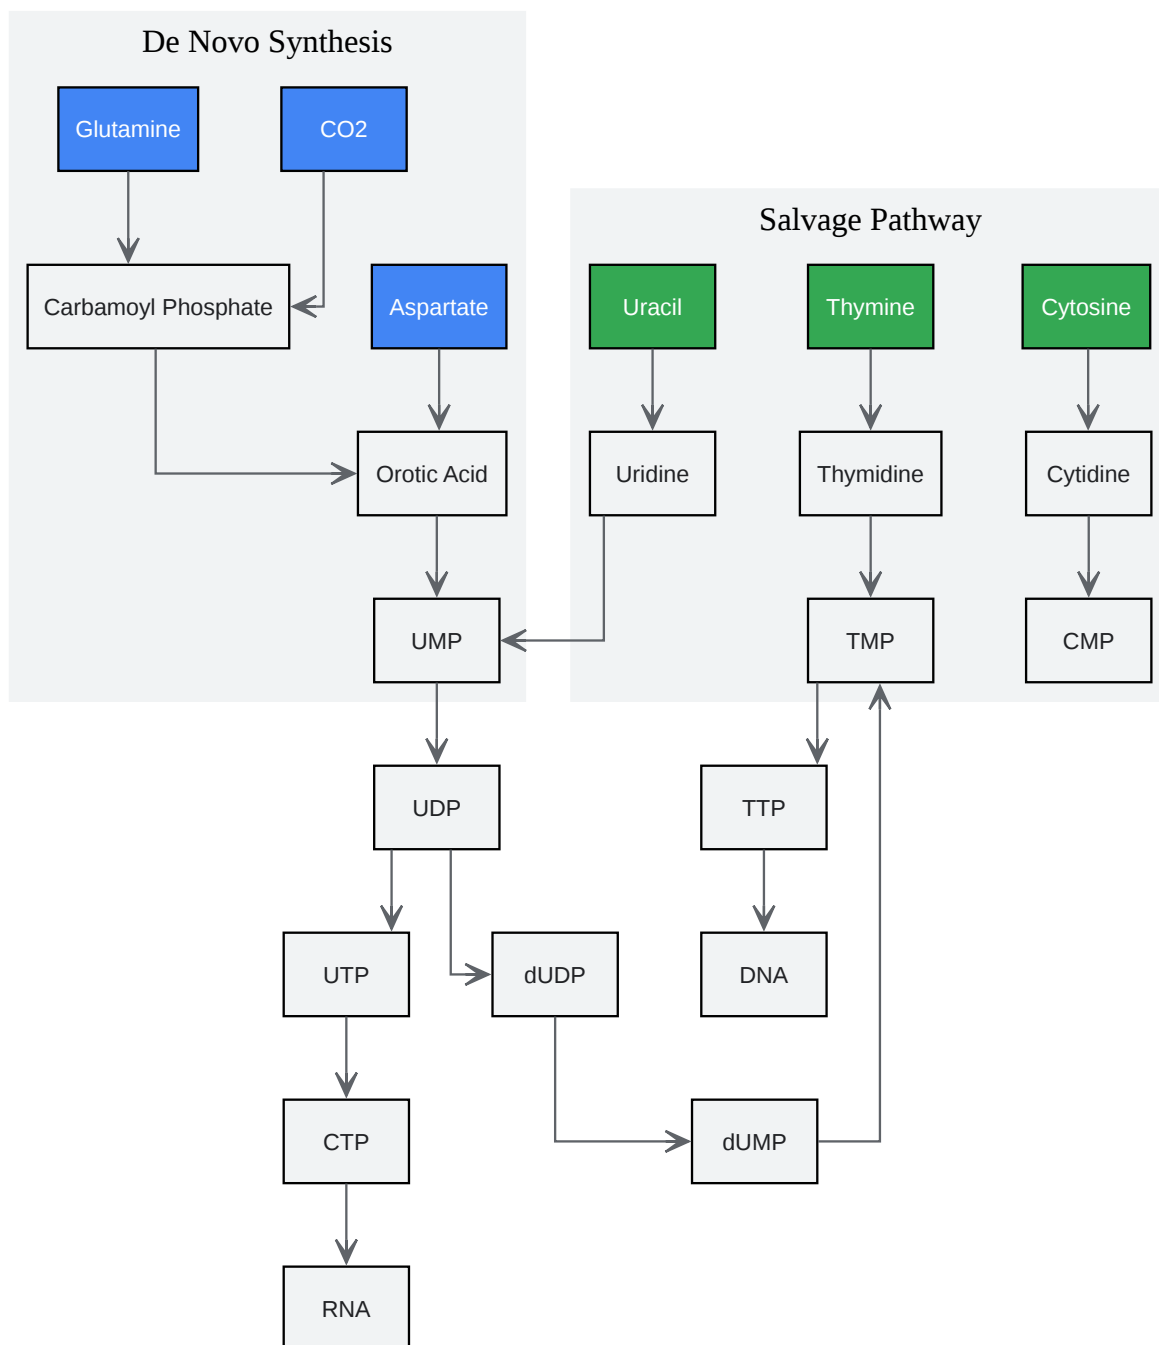 De Novo Synthesis
Glutamine
CO2
Salvage Pathway
Carbamoyl Phosphate
Aspartate
Uracil
Thymine
Cytosine
Orotic Acid
Uridine
Thymidine
Cytidine
UMP
TMP
CMP
UDP
TTP
UTP
dUDP
DNA
CTP
dUMP
RNA